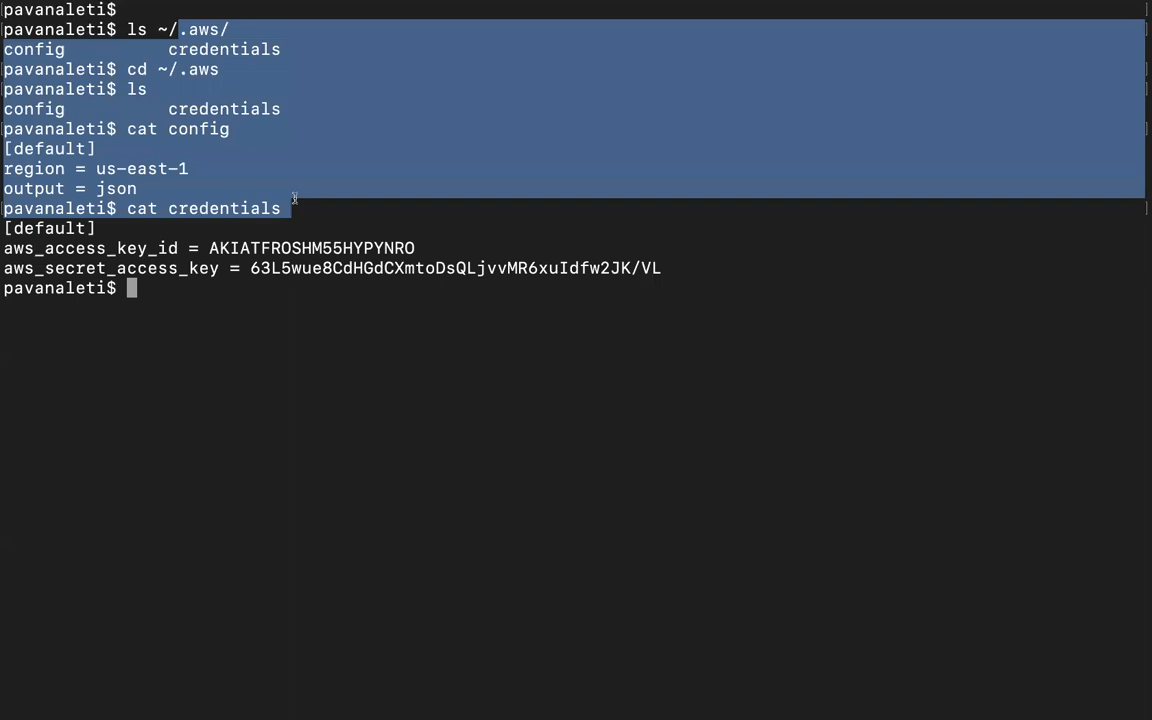 pavanaleti$
pavanaleti$ ls ~/.aws/
config          credentials
pavanaleti$ cd ~/.aws
pavanaleti$ ls
config          credentials
pavanaleti$ cat config
[default]
region = us-east-1
output = json
pavanaleti$ cat credentials
[default]
aws_access_key_id = AKIATFROSHM55HYPYNRO
aws_secret_access_key = 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
pavanaleti$